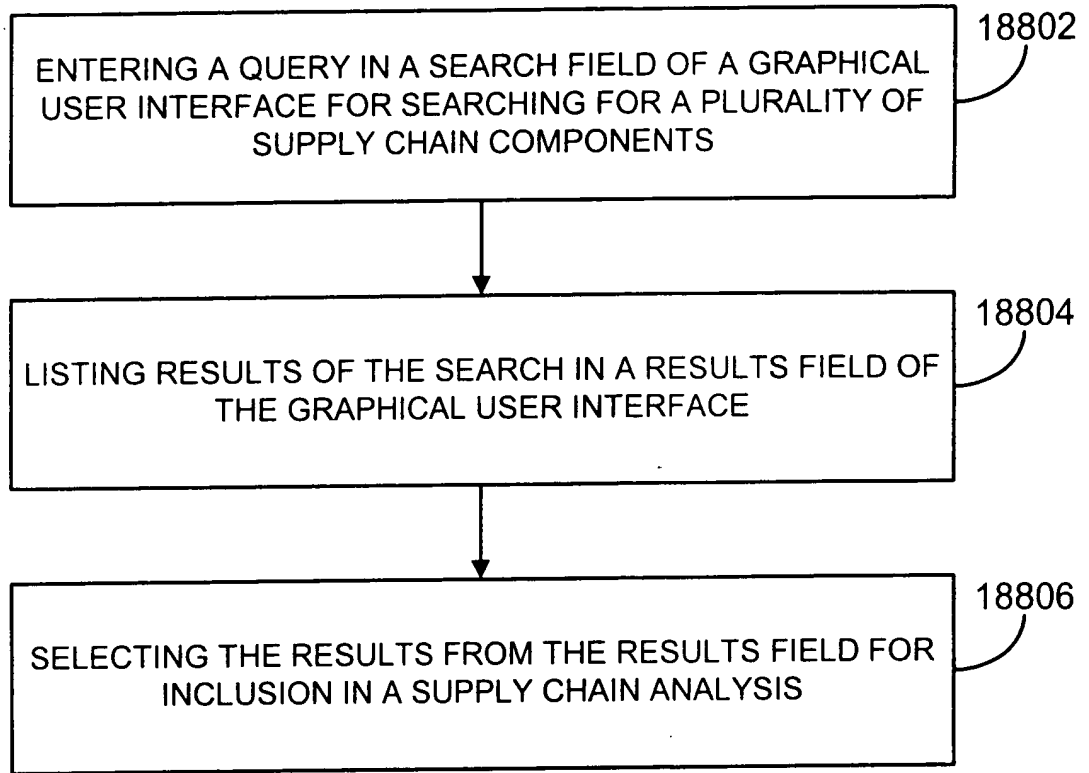 18802
ENTERING A QUERY IN A SEARCH FIELD OF A GRAPHICAL
USER INTERFACE FOR SEARCHING FOR A PLURALITY OF
SUPPLY CHAIN COMPONENTS
18804
LISTING RESULTS OF THE SEARCH IN A RESULTS FIELD OF
THE GRAPHICAL USER INTERFACE
18806
SELECTING THE RESULTS FROM THE RESULTS FIELD FOR
INCLUSION IN A SUPPLY CHAIN ANALYSIS